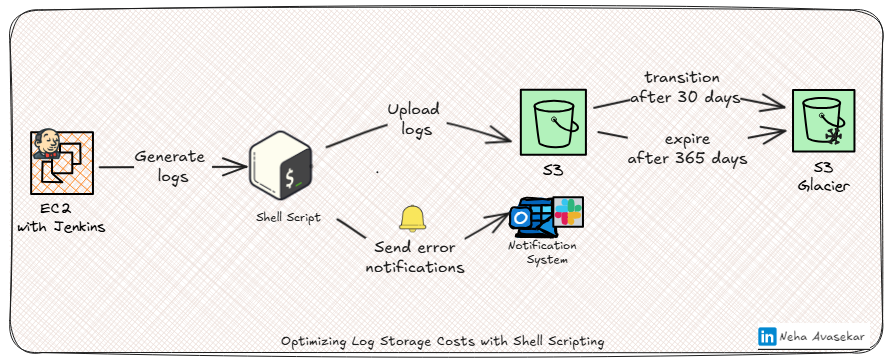 EC2
with Jenkins
Generate
logs
$_
Shell Script
Upload
logs
S3
transition
after 30 days
expire
after 365 days
S3
Glacier
Send error
notifications
Notification
System
Optimizing Log Storage Costs with Shell Scripting
in Neha Avasekar